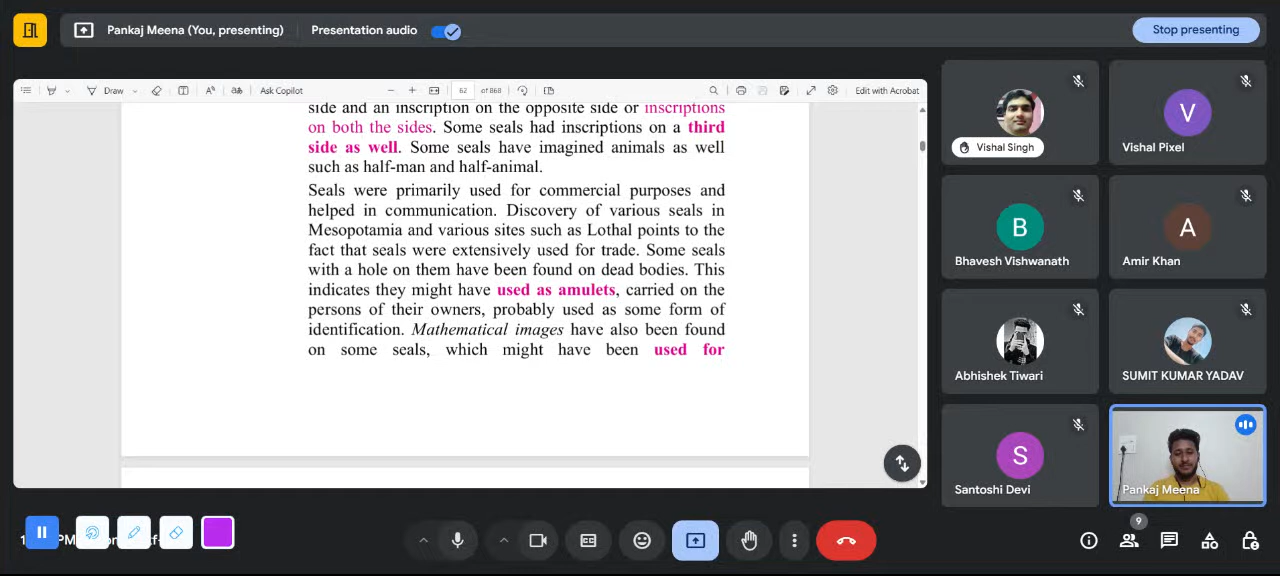 Pankaj Meena (You, presenting)
Presentation audio
Stop presenting
Draw
Ask Copilot
62
of 868
Edit with Acrobat
side and an inscription on the opposite side or inscriptions
on both the sides. Some seals had inscriptions on a third
side as well. Some seals have imagined animals as well
such as half-man and half-animal.
Seals were primarily used for commercial purposes and
helped in communication. Discovery of various seals in
Mesopotamia and various sites such as Lothal points to the
fact that seals were extensively used for trade. Some seals
with a hole on them have been found on dead bodies. This
indicates they might have used as amulets, carried on the
persons of their owners, probably used as some form of
identification. Mathematical images have also been found
on some seals, which might have been used for
Vishal Singh
V
Vishal Pixel
B
Bhavesh Vishwanath
A
Amir Khan
Abhishek Tiwari
SUMIT KUMAR YADAV
S
Santoshi Devi
Pankaj Meena
9